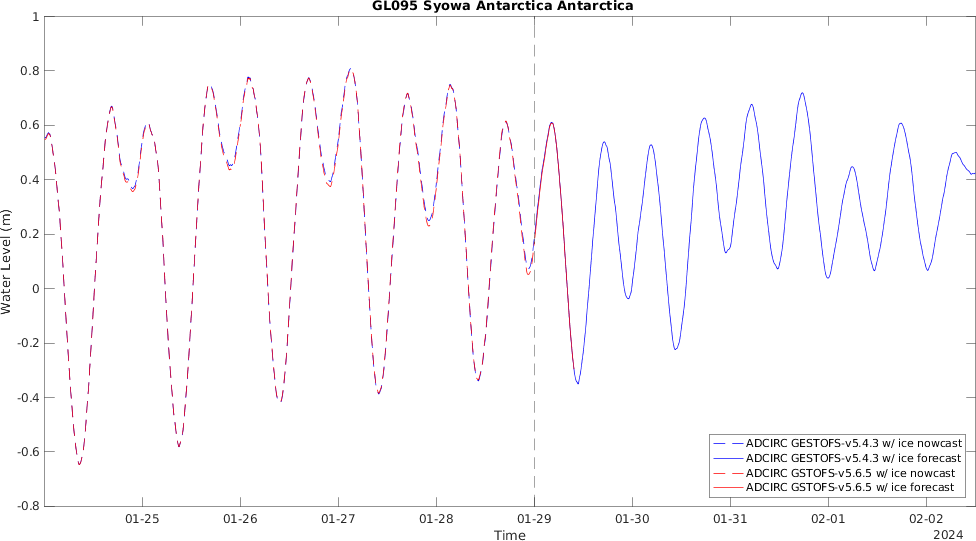 GL095 Syowa Antarctica Antarctica
1
0.8
0.6
0.4
0.2
0
-0.2
-0.4
-0.6
-0.8
Water Level (m)
ADCIRC GESTOFS-v5.4.3 w/ ice nowcast
ADCIRC GESTOFS-v5.4.3 w/ ice forecast
ADCIRC GSTOFS-v5.6.5 w/ ice nowcast
ADCIRC GSTOFS-v5.6.5 w/ ice forecast
01-25 01-26 01-27 01-28 01-29 01-30 01-31 02-01 02-02
Time
2024